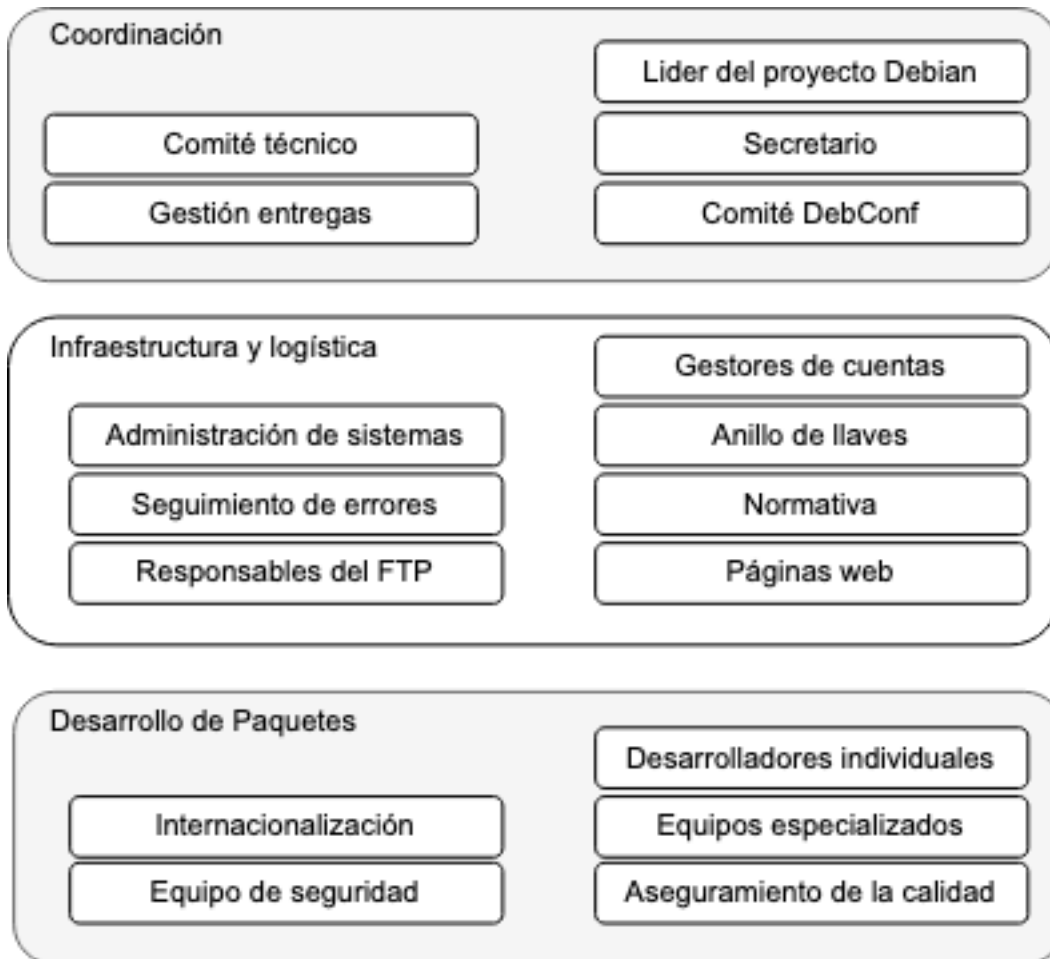 Coordinación
Lider del proyecto Debian
Comité técnico
Secretario
Gestión entregas
Comité DebConf
Infraestructura y logística
Gestores de cuentas
Administración de sistemas
Anillo de llaves
Seguimiento de errores
Normativa
Responsables del FTP
Páginas web
Desarrollo de Paquetes
Desarrolladores individuales
Internacionalización
Equipos especializados
Equipo de seguridad
Aseguramiento de la calidad